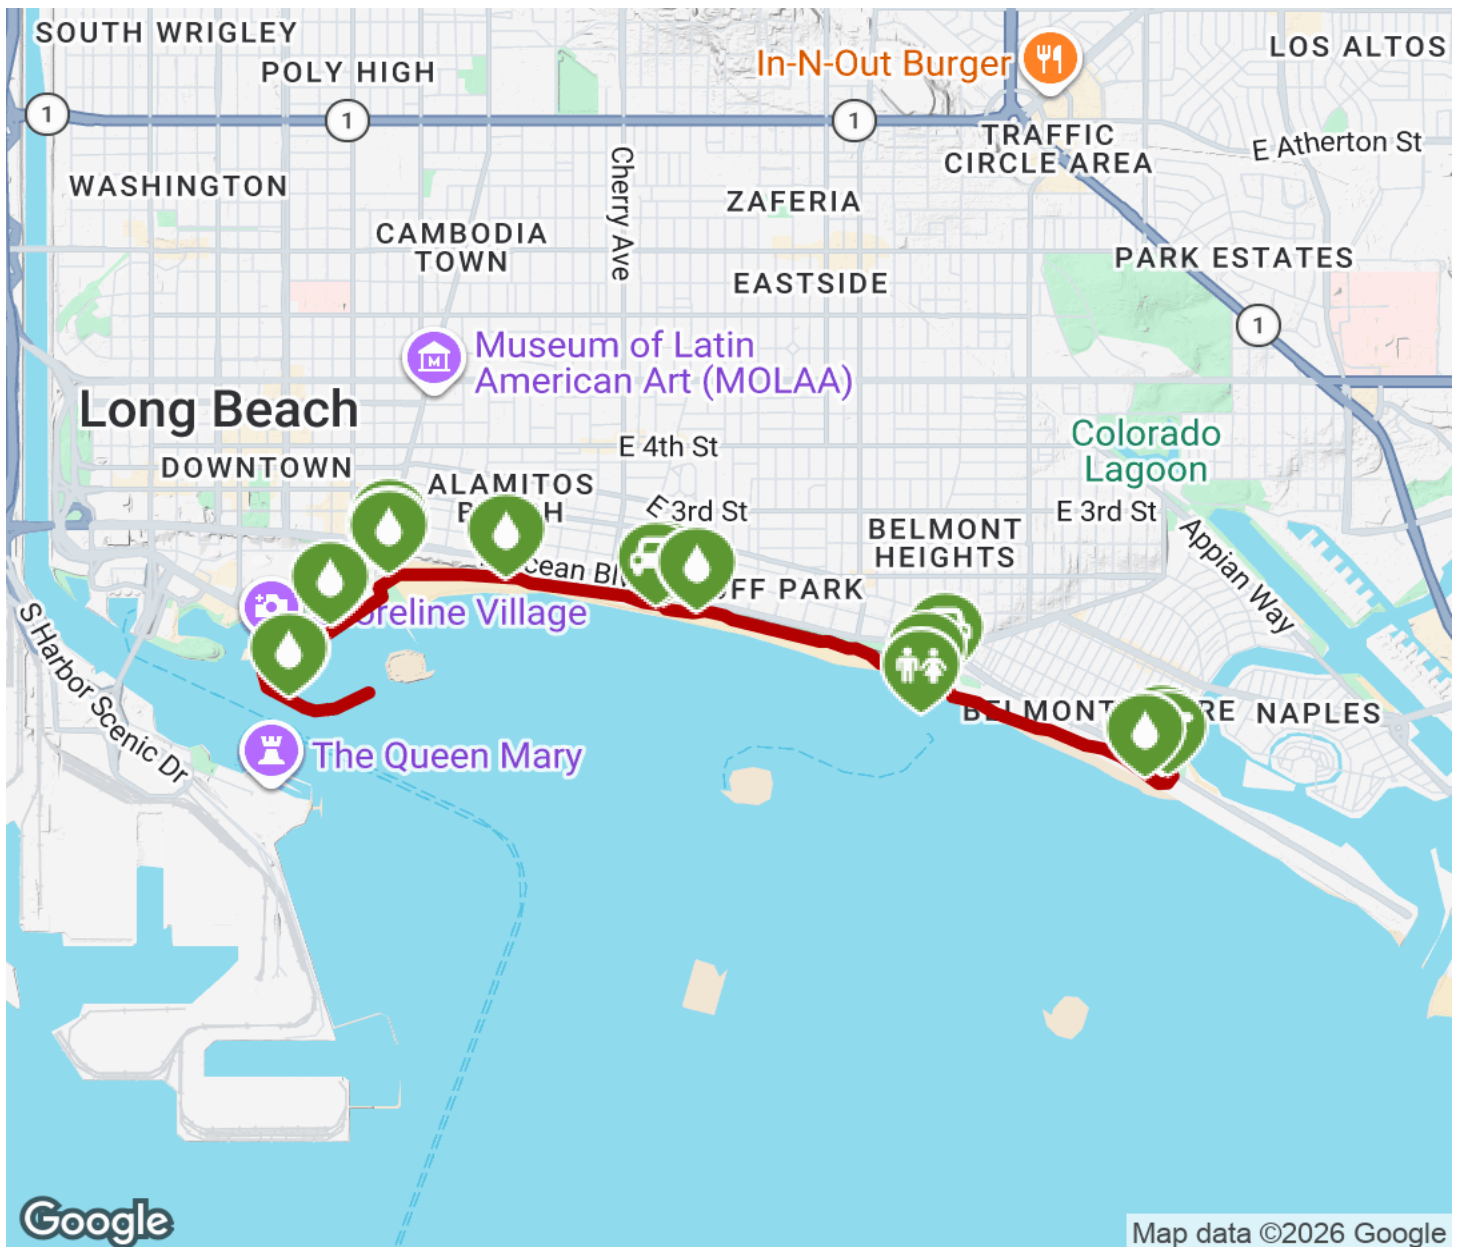 SOUTH WRIGLEY
LOS ALTOS
In-N-Out Burger
POLY HIGH
1
1
1
TRAFFIC
CIRCLE AREA
E Atherton St
Cherry Ave
WASHINGTON
ZAFERIA
CAMBODIA
TOWN
PARK ESTATES
EASTSIDE
1
Museum of Latin
American Art (MOLAA)
M
Long Beach
E 4th St
Colorado
Lagoon
DOWNTOWN
ALAMITOS
E 3rd St
E 3rd St
BELMONT
HEIGHTS
Appian Way
PARK
Village
S Harbor Scenic Dr
BELMONT
NAPLES
The Queen Mary
Google
Map data ©2026 Google